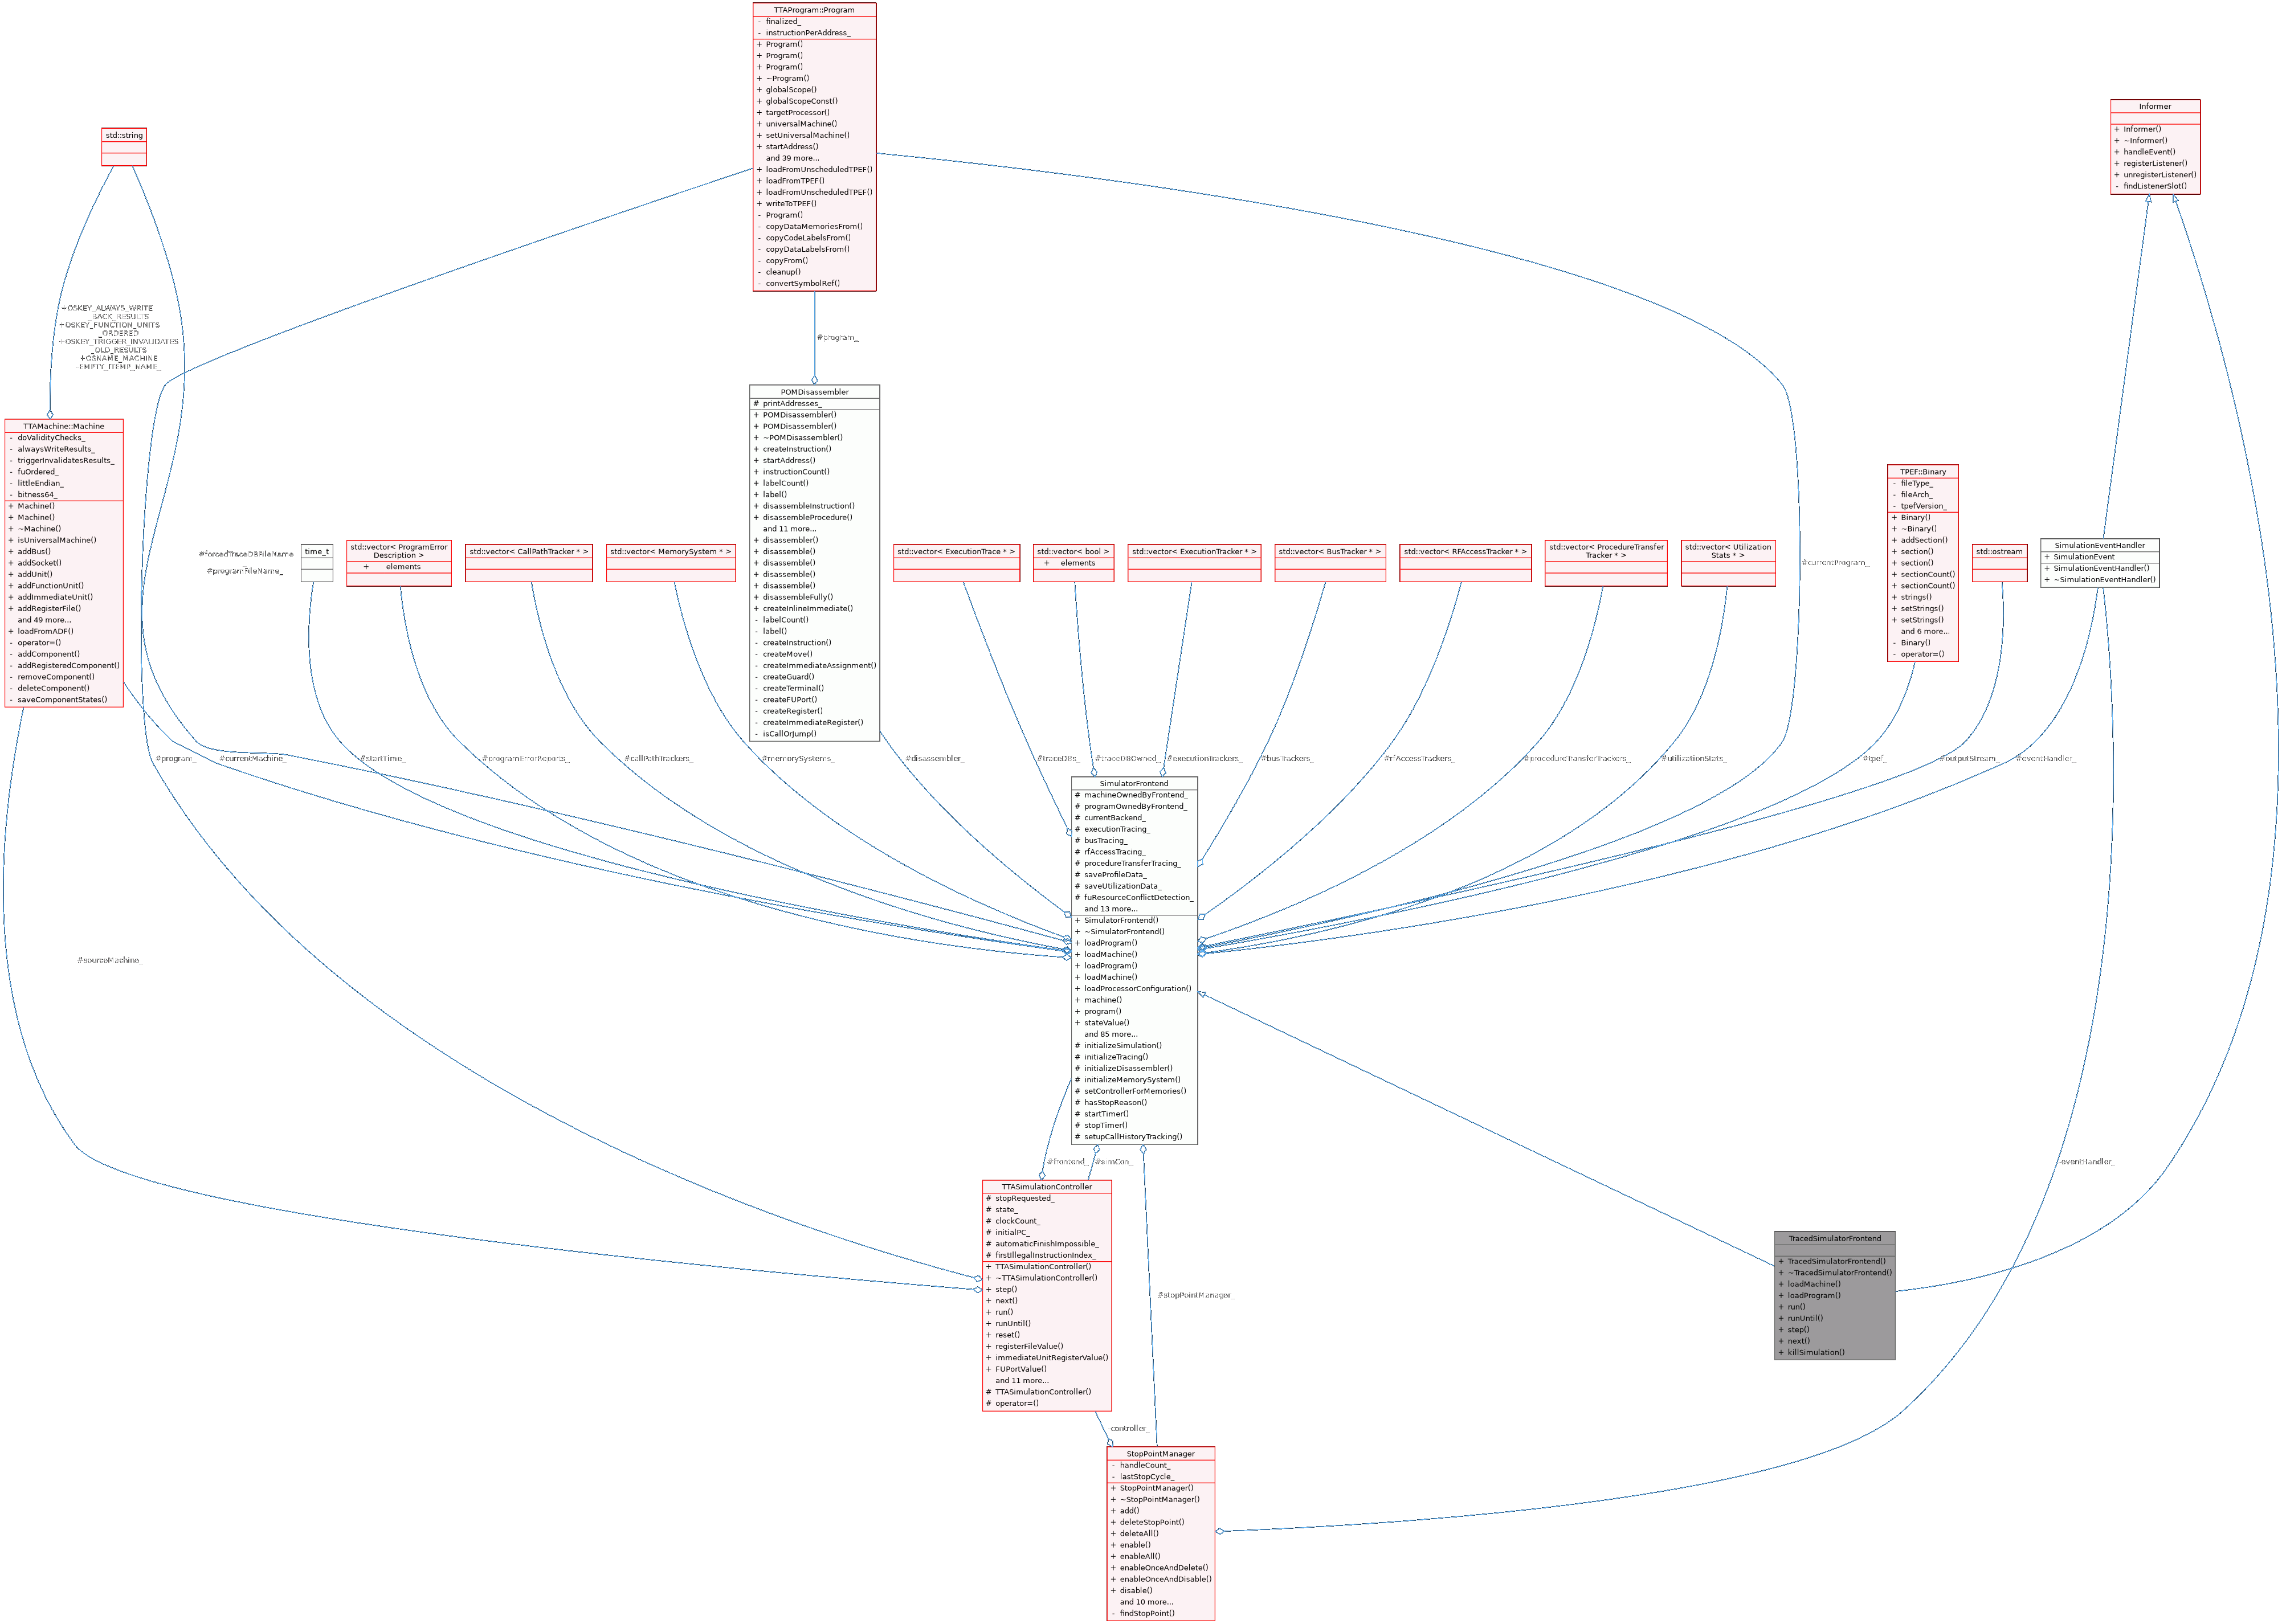 TTAProgram::Program
- finalized_
- instructionPerAddress_
+ Program()
+ Program()
+ Program()
+ ~Program()
+ globalScope()
+ globalScopeConst()
+ targetProcessor()
+ universalMachine()
+ setUniversalMachine()
+ startAddress()
and 39 more...
+ loadFromUnscheduledTPEF()
+ loadFromTPEF()
+ loadFromUnscheduledTPEF()
+ writeToTPEF()
- Program()
- copyDataMemoriesFrom()
- copyCodeLabelsFrom()
- copyDataLabelsFrom()
- copyFrom()
- cleanup()
- convertSymbolRef()
Informer
+ Informer()
+ ~Informer()
+ handleEvent()
+ registerListener()
+ unregisterListener()
- findListenerSlot()
std::string
+OSKEY_ALWAYS_WRITE
_BACK_RESULTS
+OSKEY_FUNCTION_UNITS
_ORDERED
+OSKEY_TRIGGER_INVALIDATES
_OLD_RESULTS
+OSNAME_MACHINE
-EMPTY_ITEMP_NAME_
#program_
TTAMachine::Machine
- doValidityChecks_
- alwaysWriteResults_
- triggerInvalidatesResults_
- fuOrdered_
- littleEndian_
- bitness64_
+ Machine()
+ Machine()
+ ~Machine()
+ isUniversalMachine()
+ addBus()
+ addSocket()
+ addUnit()
+ addFunctionUnit()
+ addImmediateUnit()
+ addRegisterFile()
and 49 more...
+ loadFromADF()
- operator=()
- addComponent()
- addRegisteredComponent()
- removeComponent()
- deleteComponent()
- saveComponentStates()
#forcedTraceDBFileName_
#programFileName_
time_t
std::vector< ProgramError
Description >
+ elements
std::vector< CallPathTracker * >
std::vector< MemorySystem * >
POMDisassembler
# printAddresses_
+ POMDisassembler()
+ POMDisassembler()
+ ~POMDisassembler()
+ createInstruction()
+ startAddress()
+ instructionCount()
+ labelCount()
+ label()
+ disassembleInstruction()
+ disassembleProcedure()
and 11 more...
+ disassembler()
+ disassemble()
+ disassemble()
+ disassemble()
+ disassemble()
+ disassembleFully()
+ createInlineImmediate()
- labelCount()
- label()
- createInstruction()
- createMove()
- createImmediateAssignment()
- createGuard()
- createTerminal()
- createFUPort()
- createRegister()
- createImmediateRegister()
- isCallOrJump()
std::vector< ExecutionTrace * >
std::vector< bool >
+ elements
std::vector< ExecutionTracker * >
std::vector< BusTracker * >
std::vector< RFAccessTracker * >
std::vector< ProcedureTransfer
Tracker * >
std::vector< Utilization
Stats * >
#currentProgram_
TPEF::Binary
- fileType_
- fileArch_
- tpefVersion_
+ Binary()
+ ~Binary()
+ addSection()
+ section()
+ section()
+ sectionCount()
+ sectionCount()
+ strings()
+ setStrings()
+ setStrings()
and 6 more...
- Binary()
- operator=()
std::ostream
SimulationEventHandler
+ SimulationEvent
+ SimulationEventHandler()
+ ~SimulationEventHandler()
#program_
#currentMachine_
#startTime_
#programErrorReports_
#callPathTrackers_
#memorySystems_
#disassembler_
#traceDBs_
#traceDBOwned_
#executionTrackers_
#busTrackers_
#rfAccessTrackers_
#procedureTransferTrackers_
#utilizationStats_
#tpef_
#outputStream_
#eventHandler_
SimulatorFrontend
# machineOwnedByFrontend_
# programOwnedByFrontend_
# currentBackend_
# executionTracing_
# busTracing_
# rfAccessTracing_
# procedureTransferTracing_
# saveProfileData_
# saveUtilizationData_
# fuResourceConflictDetection_
and 13 more...
+ SimulatorFrontend()
+ ~SimulatorFrontend()
+ loadProgram()
+ loadMachine()
+ loadProgram()
+ loadMachine()
+ loadProcessorConfiguration()
+ machine()
+ program()
+ stateValue()
and 85 more...
# initializeSimulation()
# initializeTracing()
# initializeDisassembler()
# initializeMemorySystem()
# setControllerForMemories()
# hasStopReason()
# startTimer()
# stopTimer()
# setupCallHistoryTracking()
#sourceMachine_
#frontend_
#simCon_
-eventHandler_
TTASimulationController
# stopRequested_
# state_
# clockCount_
# initialPC_
# automaticFinishImpossible_
# firstIllegalInstructionIndex_
+ TTASimulationController()
+ ~TTASimulationController()
+ step()
+ next()
+ run()
+ runUntil()
+ reset()
+ registerFileValue()
+ immediateUnitRegisterValue()
+ FUPortValue()
and 11 more...
# TTASimulationController()
# operator=()
#stopPointManager_
TracedSimulatorFrontend
+ TracedSimulatorFrontend()
+ ~TracedSimulatorFrontend()
+ loadMachine()
+ loadProgram()
+ run()
+ runUntil()
+ step()
+ next()
+ killSimulation()
-controller_
StopPointManager
- handleCount_
- lastStopCycle_
+ StopPointManager()
+ ~StopPointManager()
+ add()
+ deleteStopPoint()
+ deleteAll()
+ enable()
+ enableAll()
+ enableOnceAndDelete()
+ enableOnceAndDisable()
+ disable()
and 10 more...
- findStopPoint()